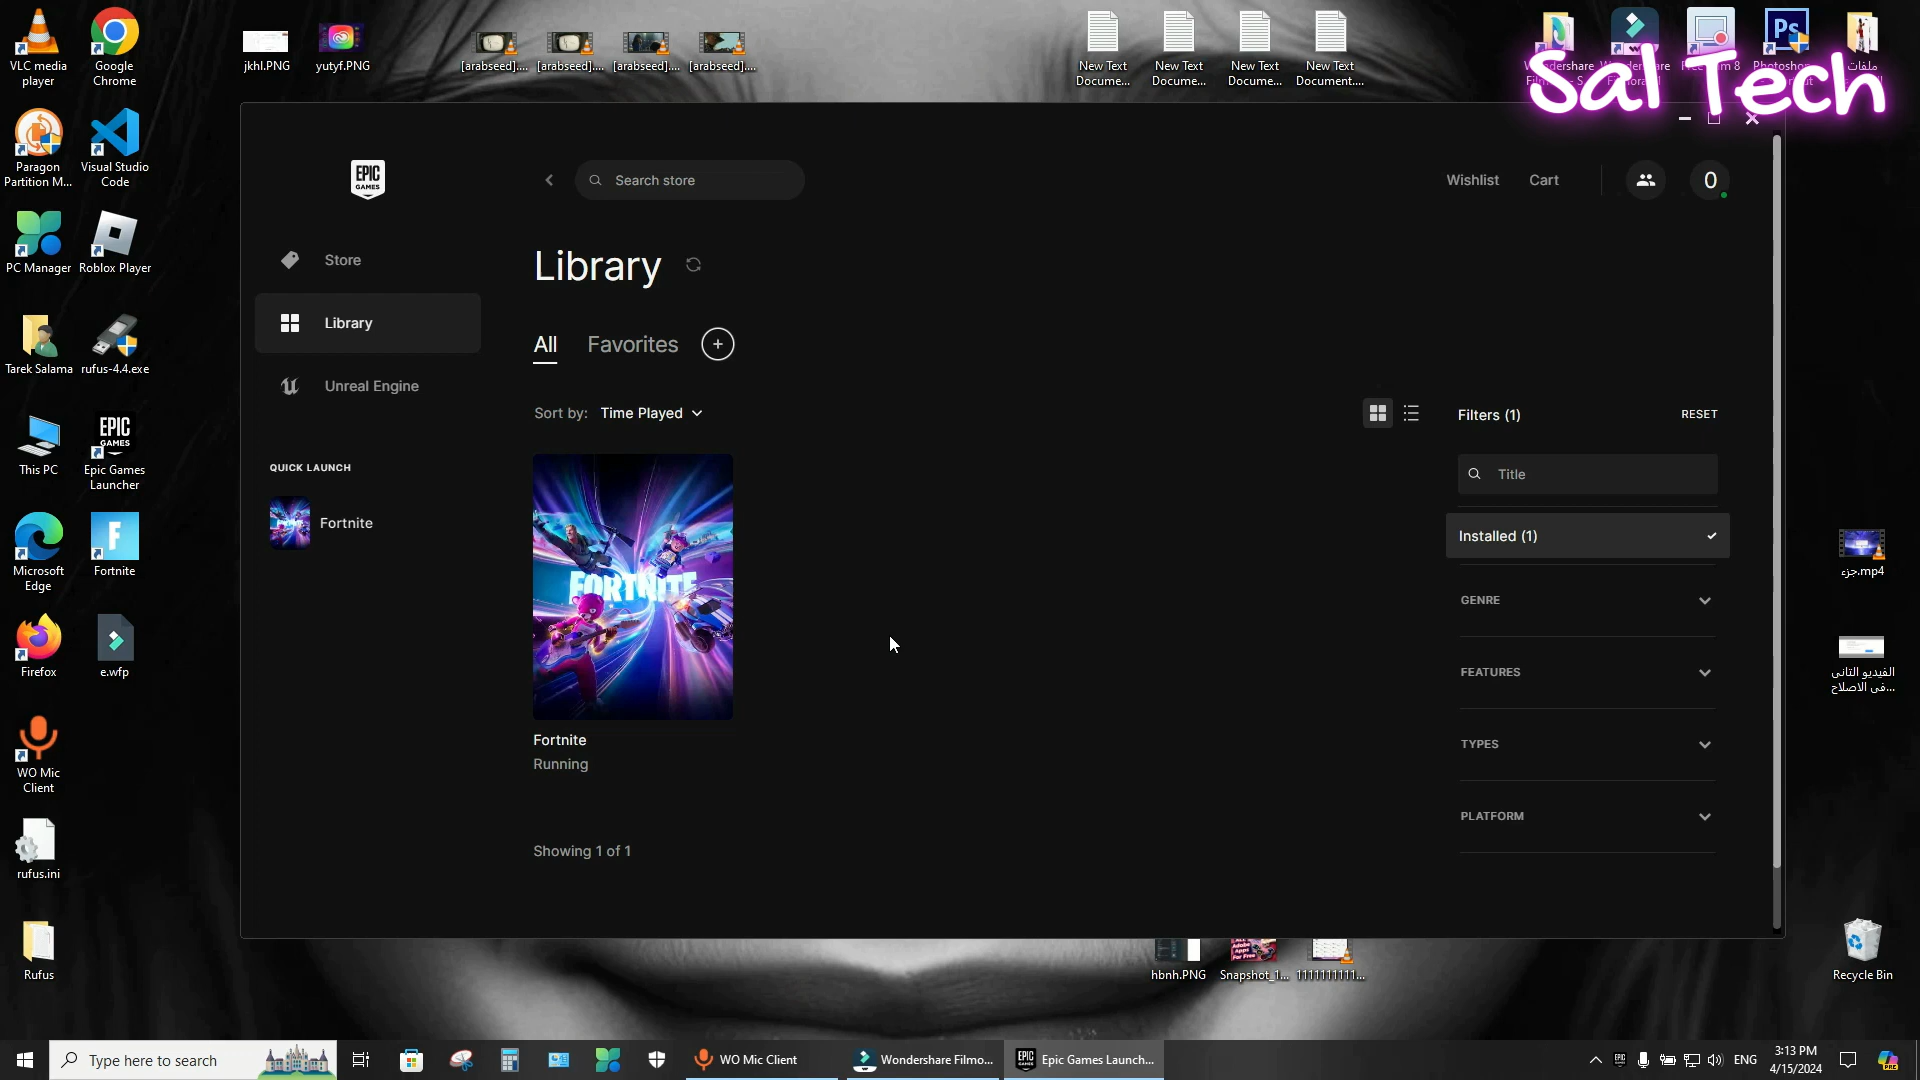 VLC media
player
Google
Chrome
jkhl.PNG
yutyf.PNG
[arabseed]....
[arabseed]....
[arabseed]....
[arabseed]....
New Text
Docume...
New Text
Docume...
New Text
Docume...
New Text
Document....
Sal Tech
Paragon
Partition M...
Visual Studio
Code
PC Manager
Roblox Player
Tarek Salama
rufus-4.4.exe
This PC
Epic Games
Launcher
Microsoft
Edge
Fortnite
Firefox
e.wfp
WO Mic
Client
rufus.ini
Rufus
EPIC
GAMES
Search store
Wishlist
Cart
0
Store
Library
Unreal Engine
QUICK LAUNCH
Fortnite
Library
All
Favorites
Sort by: Time Played
FORTNITE
Fortnite
Running
Showing 1 of 1
Filters (1)
RESET
Title
Installed (1)
GENRE
FEATURES
TYPES
PLATFORM
جزء.mp4
الفيديو التانى
فى الاصلاح...
hbnh.PNG
Snapshot_1...
1111111111...
Recycle Bin
Type here to search
WO Mic Client
Wondershare Filmo...
Epic Games Launch...
ENG
3:13 PM
4/15/2024